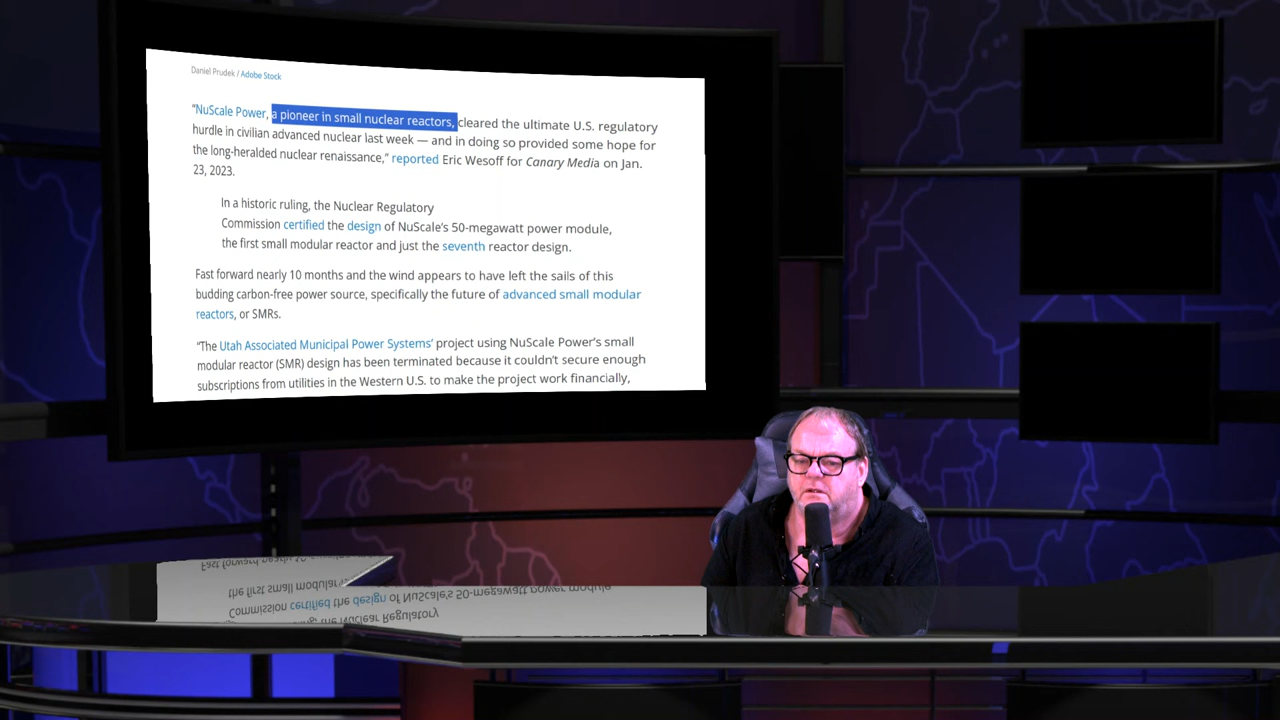 Daniel Prudek / Adobe Stock
“NuScale Power, a pioneer in small nuclear reactors, cleared the ultimate U.S. regulatory
hurdle in civilian advanced nuclear last week — and in doing so provided some hope for
the long-heralded nuclear renaissance,” reported Eric Wesoff for Canary Media on Jan.
23, 2023.
In a historic ruling, the Nuclear Regulatory
Commission certified the design of NuScale’s 50-megawatt power module,
the first small modular reactor and just the seventh reactor design.
Fast forward nearly 10 months and the wind appears to have left the sails of this
budding carbon-free power source, specifically the future of advanced small modular
reactors, or SMRs.
“The Utah Associated Municipal Power Systems’ project using NuScale Power’s small
modular reactor (SMR) design has been terminated because it couldn’t secure enough
subscriptions from utilities in the Western U.S. to make the project work financially,